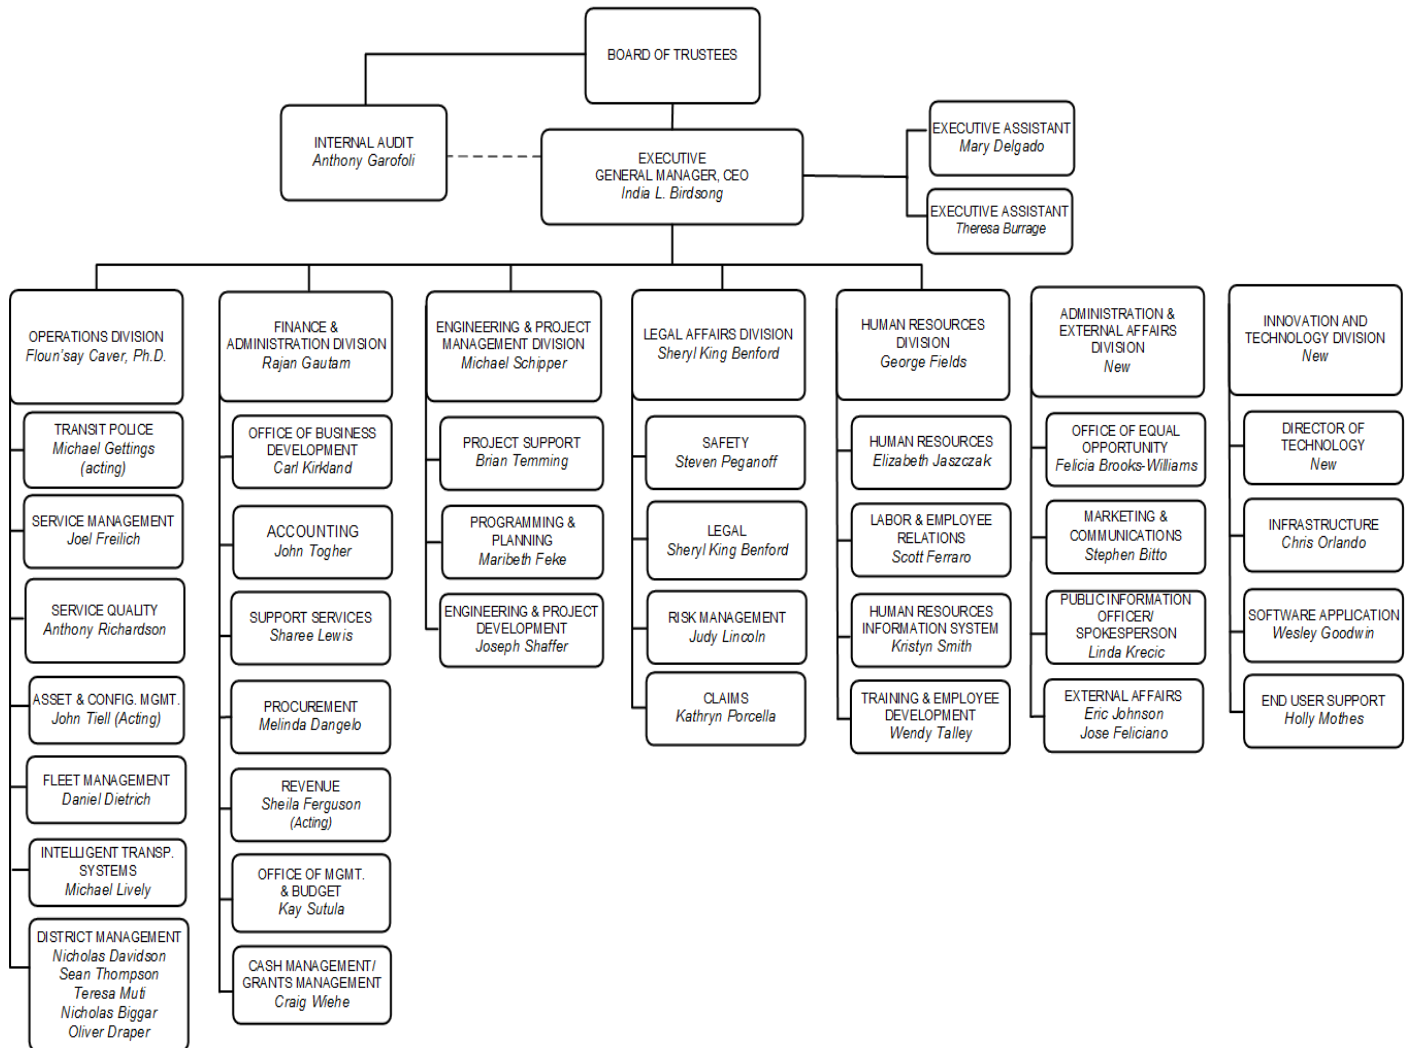 BOARD OF TRUSTEES
INTERNAL AUDIT
Anthony Garofoli
EXECUTIVE
GENERAL MANAGER, CEO
India L. Birdsong
EXECUTIVE ASSISTANT
Mary Delgado
EXECUTIVE ASSISTANT
Theresa Burrage
OPERATIONS DIVISION
Floun'say Caver, Ph.D.
TRANSIT POLICE
Michael Gettings
(acting)
SERVICE MANAGEMENT
Joel Freilich
SERVICE QUALITY
Anthony Richardson
ASSET & CONFIG. MGMT.
John Tiell (Acting)
FLEET MANAGEMENT
Daniel Dietrich
INTELLIGENT TRANSP.
SYSTEMS
Michael Lively
DISTRICT MANAGEMENT
Nicholas Davidson
Sean Thompson
Teresa Muti
Nicholas Biggar
Oliver Draper
FINANCE &
ADMINISTRATION DIVISION
Rajan Gautam
OFFICE OF BUSINESS
DEVELOPMENT
Carl Kirkland
ACCOUNTING
John Togher
SUPPORT SERVICES
Sharee Lewis
PROCUREMENT
Melinda Dangelo
REVENUE
Sheila Ferguson
(Acting)
OFFICE OF MGMT.
& BUDGET
Kay Sutula
CASH MANAGEMENT/
GRANTS MANAGEMENT
Craig Wiehe
ENGINEERING & PROJECT
MANAGEMENT DIVISION
Michael Schipper
PROJECT SUPPORT
Brian Temming
PROGRAMMING &
PLANNING
Maribeth Feke
ENGINEERING & PROJECT
DEVELOPMENT
Joseph Shaffer
LEGAL AFFAIRS DIVISION
Sheryl King Benford
SAFETY
Steven Peganoff
LEGAL
Sheryl King Benford
RISK MANAGEMENT
Judy Lincoln
CLAIMS
Kathryn Porcella
HUMAN RESOURCES
DIVISION
George Fields
HUMAN RESOURCES
Elizabeth Jaszczak
LABOR & EMPLOYEE
RELATIONS
Scott Ferraro
HUMAN RESOURCES
INFORMATION SYSTEM
Kristyn Smith
TRAINING & EMPLOYEE
DEVELOPMENT
Wendy Talley
ADMINISTRATION &
EXTERNAL AFFAIRS
DIVISION
New
OFFICE OF EQUAL
OPPORTUNITY
Felicia Brooks-Williams
MARKETING &
COMMUNICATIONS
Stephen Bitto
PUBLIC INFORMATION
OFFICER/
SPOKESPERSON
Linda Krecic
EXTERNAL AFFAIRS
Eric Johnson
Jose Feliciano
INNOVATION AND
TECHNOLOGY DIVISION
New
DIRECTOR OF
TECHNOLOGY
New
INFRASTRUCTURE
Chris Orlando
SOFTWARE APPLICATION
Wesley Goodwin
END USER SUPPORT
Holly Mothes